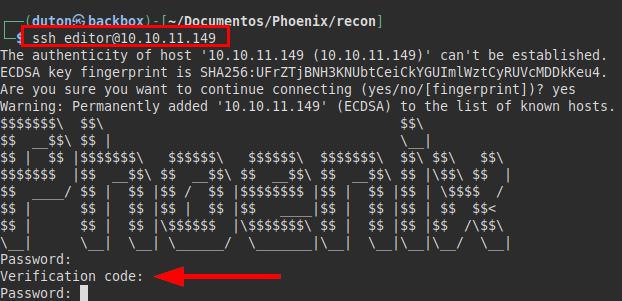 ┌──(duton㉿backbox)-[~/Documentos/Phoenix/recon]
└─$ ssh editor@10.10.11.149
The authenticity of host '10.10.11.149 (10.10.11.149)' can't be established.
ECDSA key fingerprint is SHA256:UFrZTjBNH3KNUbtCeiCkYGUImlWztCyRUVcMDDkKeu4.
Are you sure you want to continue connecting (yes/no/[fingerprint])? yes
Warning: Permanently added '10.10.11.149' (ECDSA) to the list of known hosts.
$$$$$$$\  $$\                                     $$\
$$  __$$\ $$ |                                    \__|
$$ |  $$ |$$$$$$$\   $$$$$$\   $$$$$$\  $$$$$$$\  $$\ $$\   $$\
$$$$$$$  |$$  __$$\ $$  __$$\ $$  __$$\ $$  __$$\ $$ |\$$\ $$  |
$$  ____/ $$ |  $$ |$$ /  $$ |$$$$$$$$ |$$ |  $$ |$$ | \$$$$  /
$$ |      $$ |  $$ |$$ |  $$ |$$   ____|$$ |  $$ |$$ | $$  $$<
$$ |      $$ |  $$ |\$$$$$$  |\$$$$$$$\ $$ |  $$ |$$ |$$  /\$$\
\__|      \__|  \__| \______/  \_______|\__|  \__|\__|\__/  \__|
Password:
Verification code:
Password: